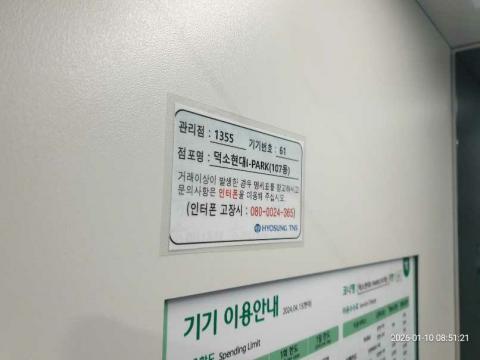 관리점 : 1355 기기번호 : 61
점포명 : 덕소현대I-PARK(107동)
거래이상이 발생한 경우 명세표를 참고하시고
문의사항은 인터폰을 이용해 주십시오.
(인터폰 고장시 : 080-0024-365)
HYOSUNG TNS
기기 이용안내
Spending Limit
2025-01-10 08:51:21